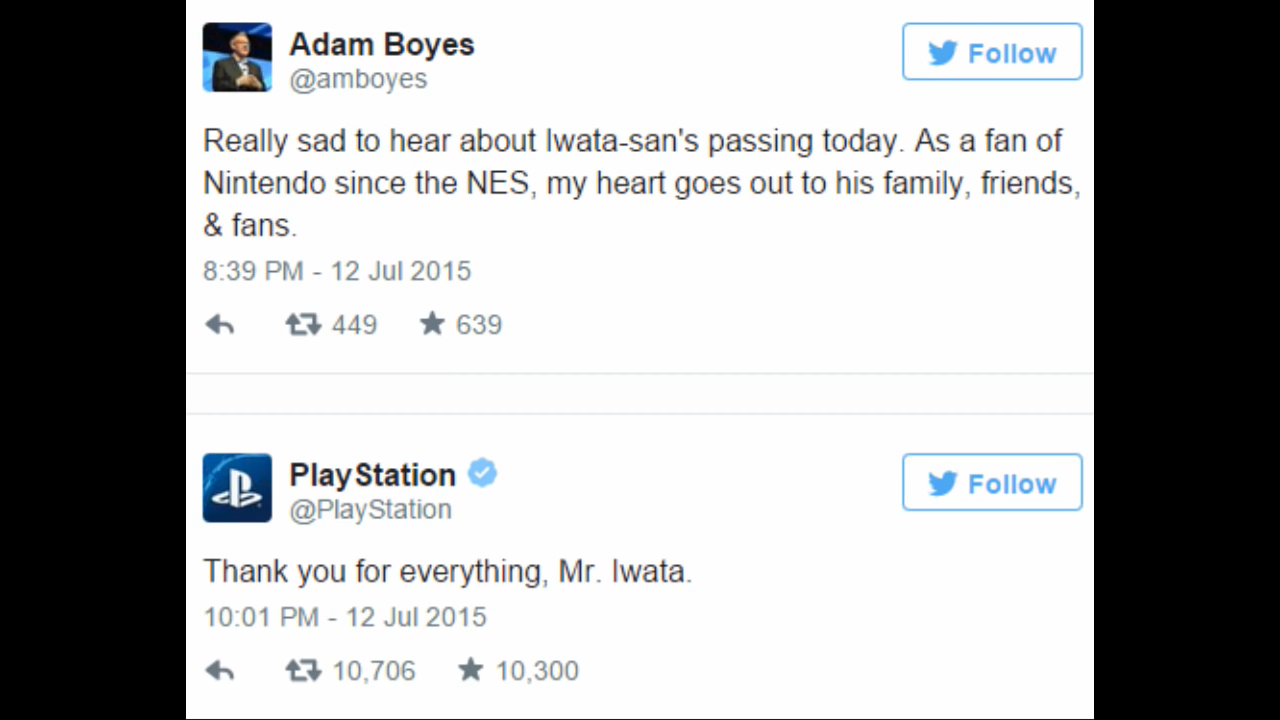 Adam Boyes
Follow
@amboyes
Really sad to hear about Iwata-san's passing today. As a fan of
Nintendo since the NES, my heart goes out to his family, friends,
& fans.
8:39 PM - 12 Jul 2015
449 639
PlayStation
Follow
@PlayStation
Thank you for everything, Mr. Iwata.
10:01 PM - 12 Jul 2015
10,706 10,300